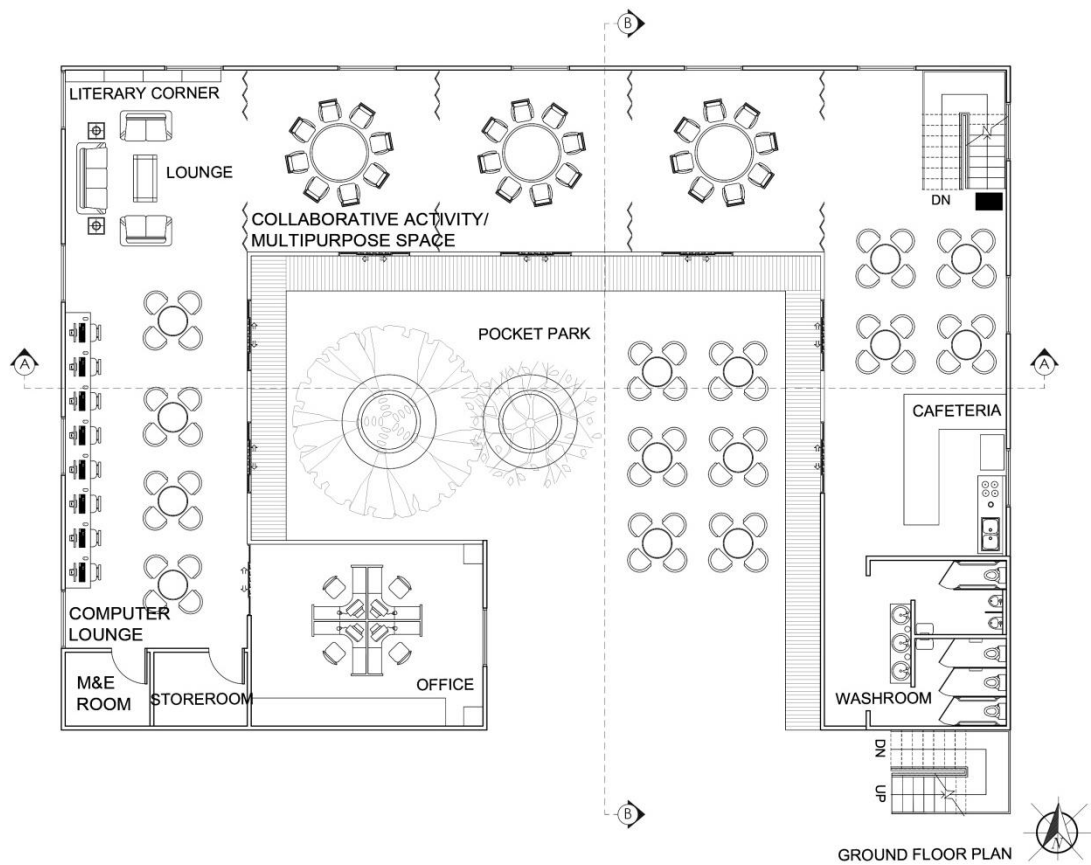 B
LITERARY CORNER
LOUNGE
DN
COLLABORATIVE ACTIVITY/
MULTIPURPOSE SPACE
POCKET PARK
A
A
CAFETERIA
COMPUTER
LOUNGE
M&E
ROOM
STOREROOM
OFFICE
WASHROOM
DN
UP
B
N
GROUND FLOOR PLAN